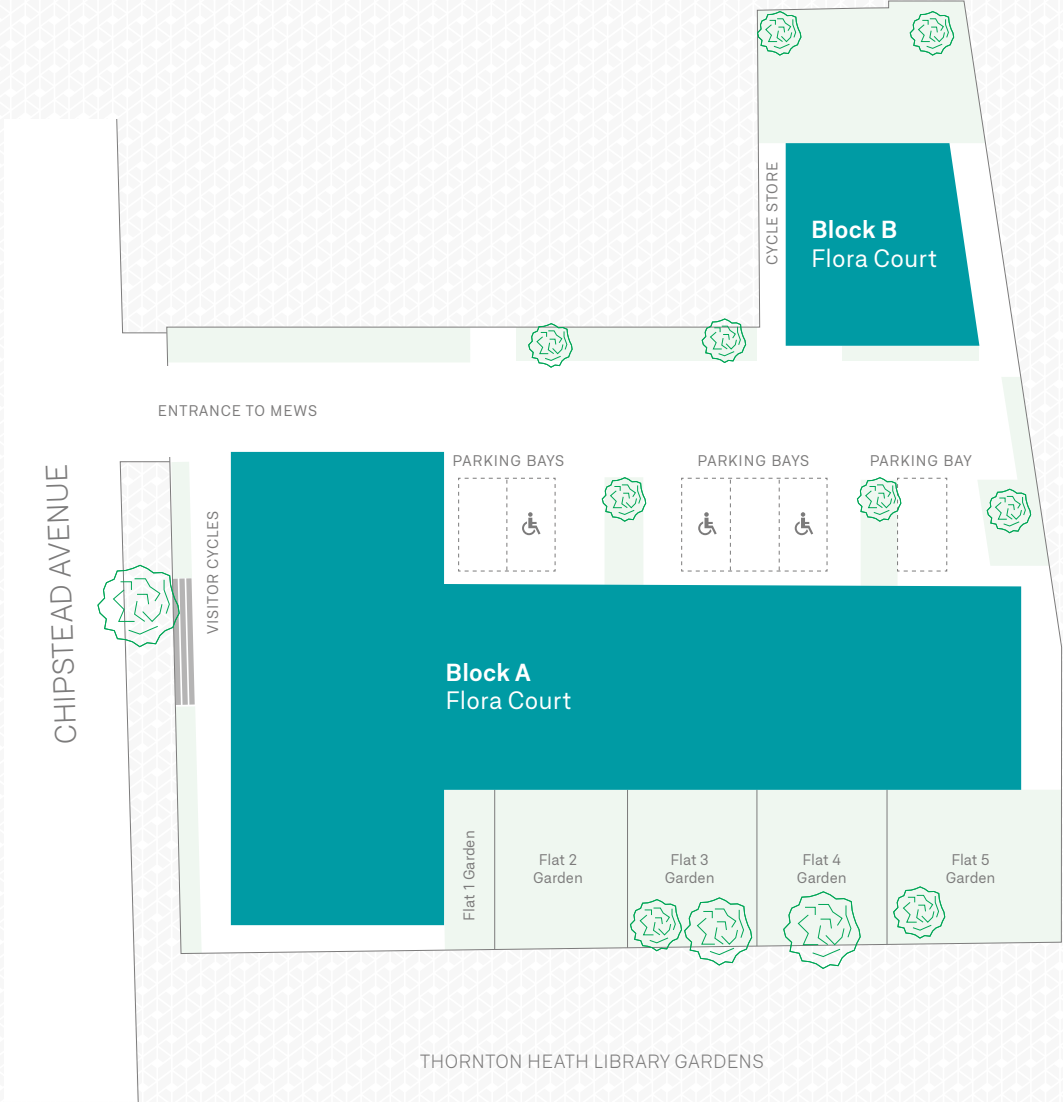 CYCLE STORE
Block B
Flora Court
ENTRANCE TO MEWS
PARKING BAYS
PARKING BAYS
PARKING BAY
CHIPSTEAD AVENUE
VISITOR CYCLES
Block A
Flora Court
Flat 1 Garden
Flat 2
Garden
Flat 3
Garden
Flat 4
Garden
Flat 5
Garden
THORNTON HEATH LIBRARY GARDENS